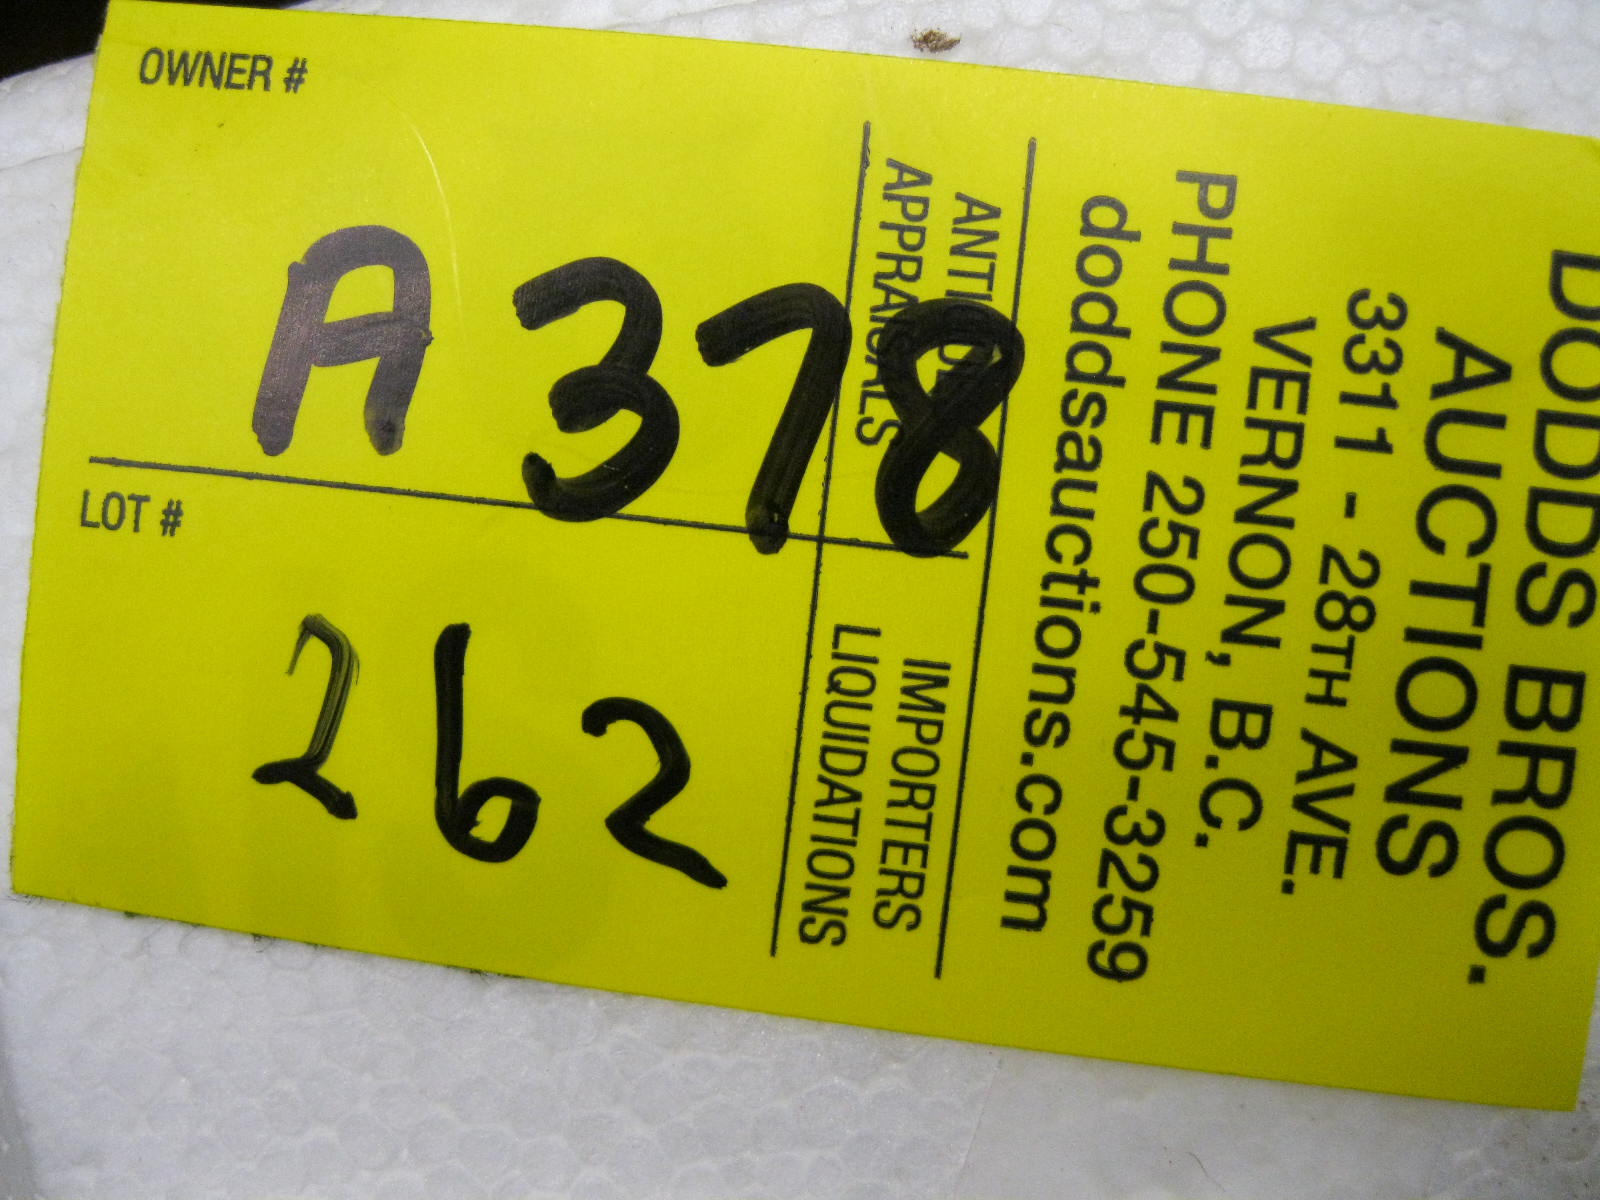 DODDS BROS.
AUCTIONS
3311 - 28TH AVE.
VERNON, B.C.
PHONE 250-545-3259
doddsauctions.com
ANTIQUE
APPRAISALS
IMPORTERS
LIQUIDATIONS
OWNER #
A 378
LOT #
262